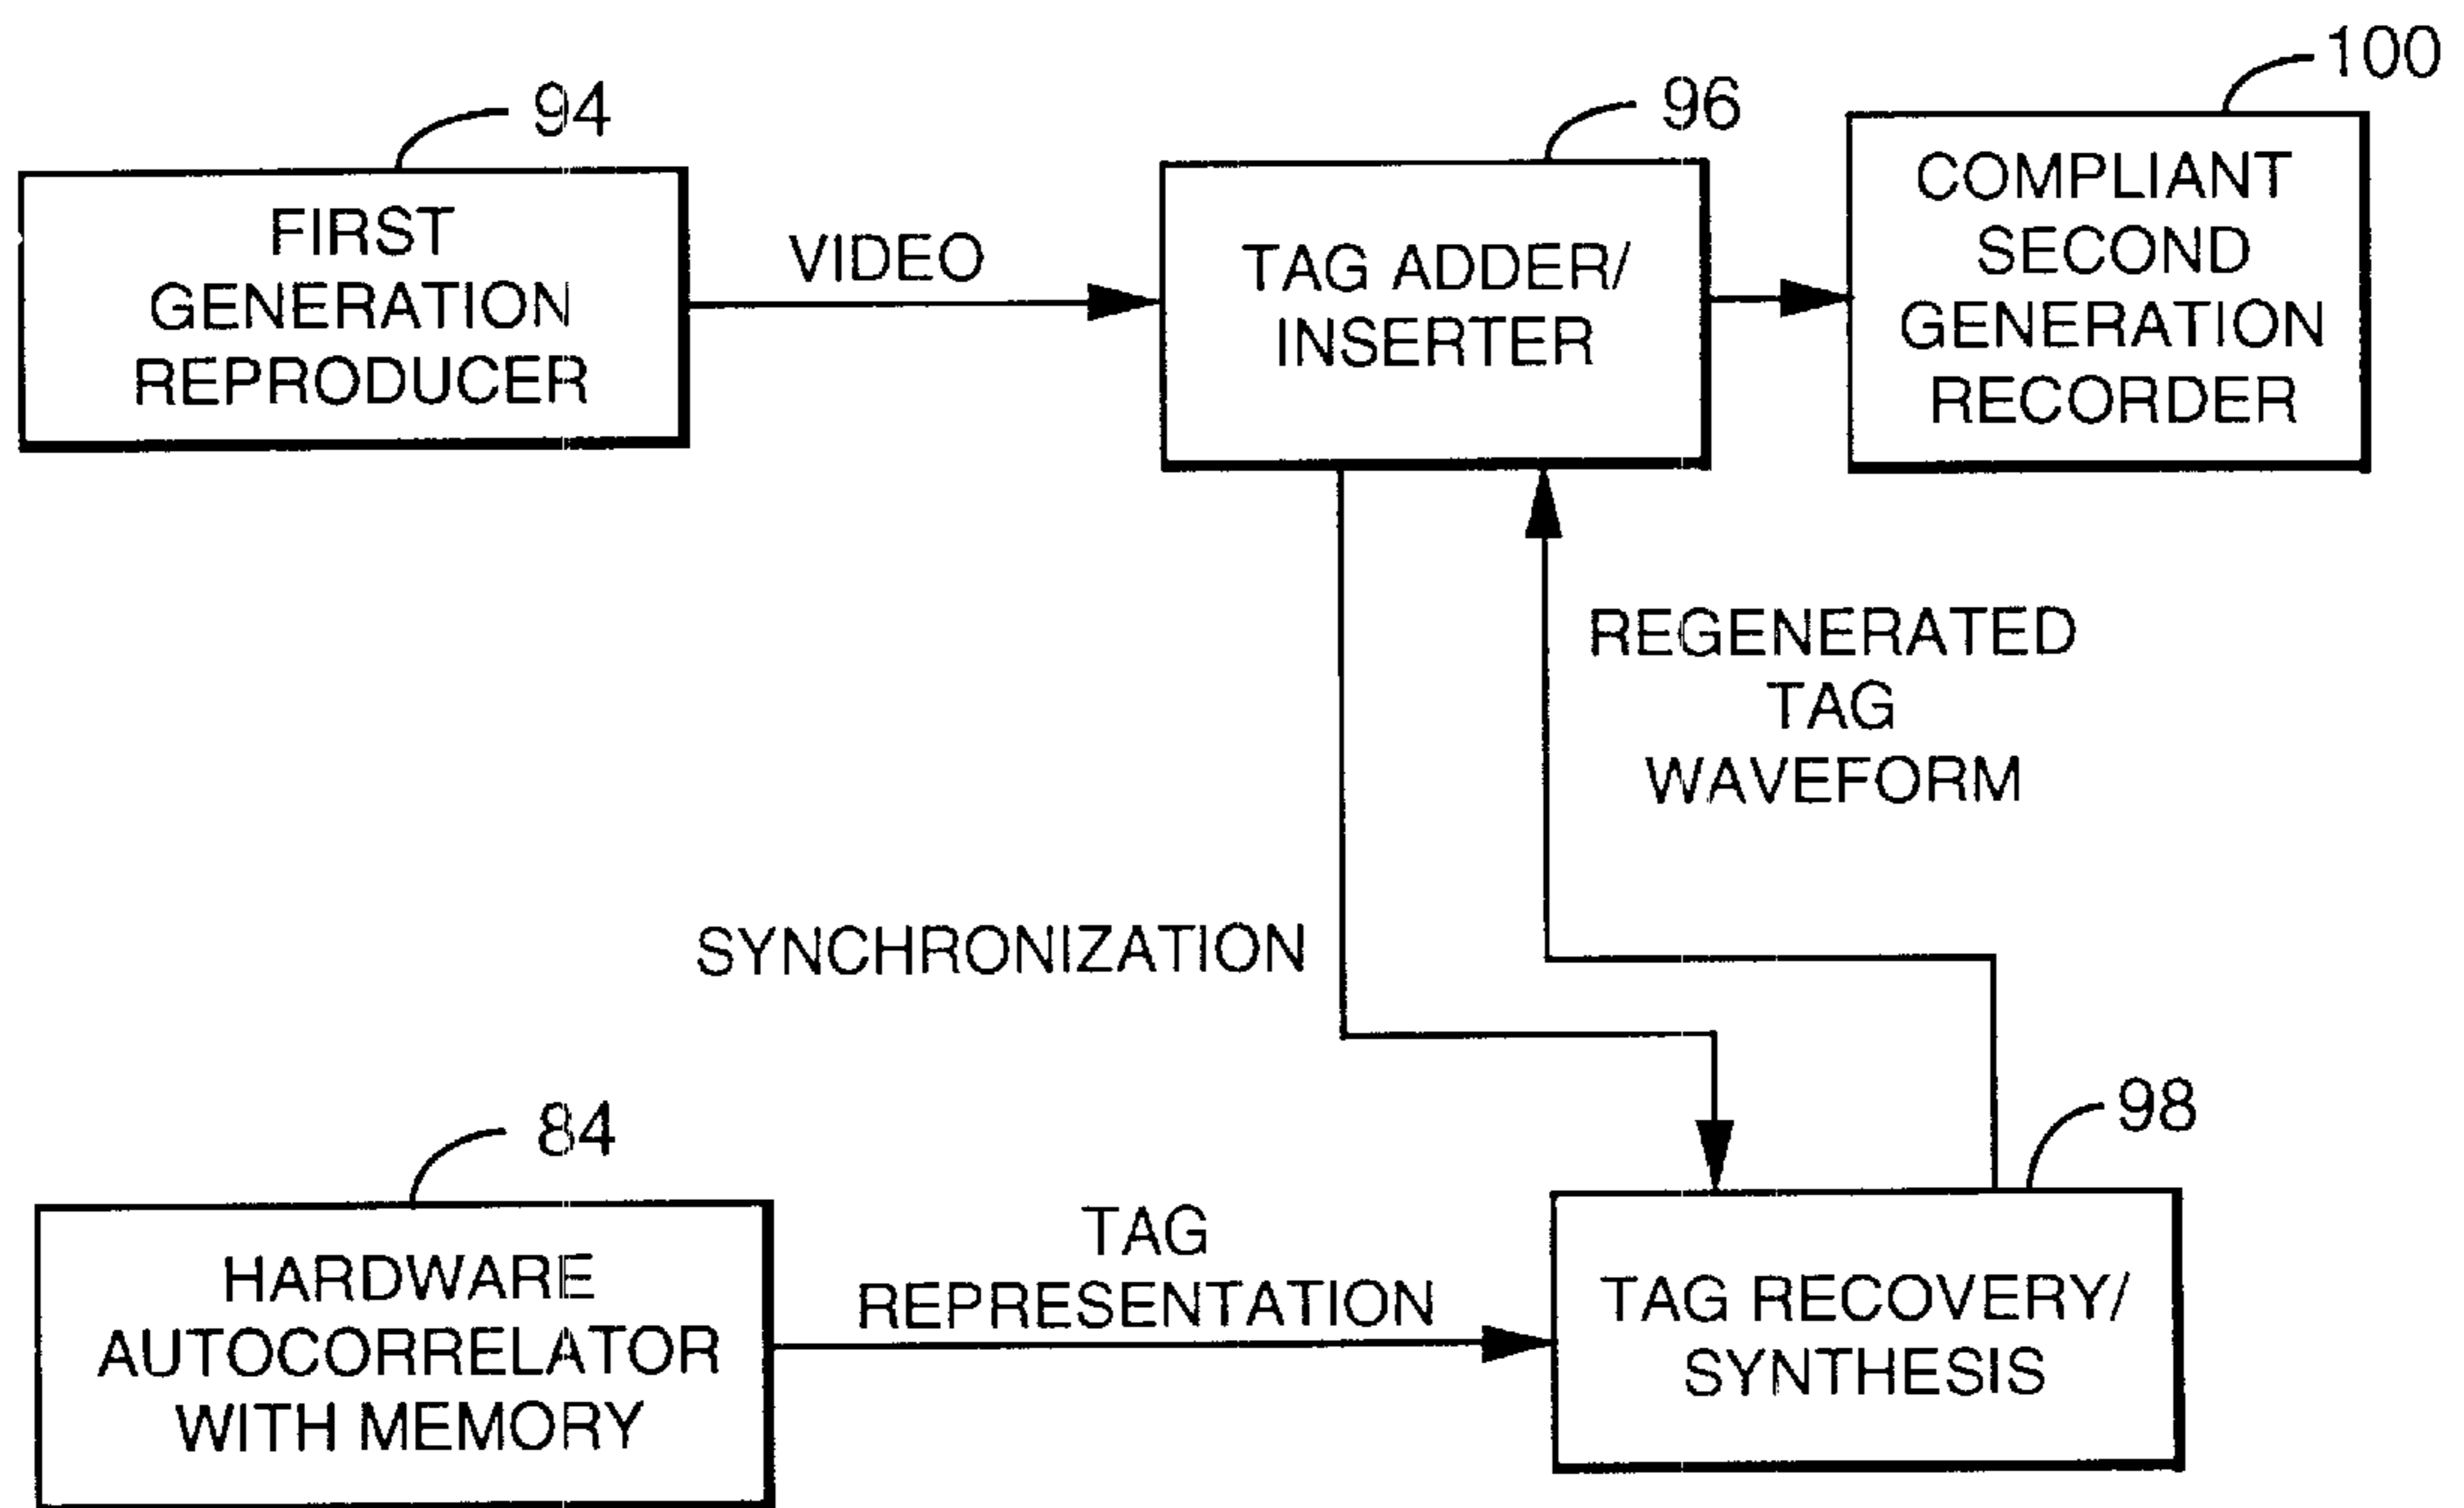 100
94
96
FIRST
GENERATION
REPRODUCER
VIDEO
TAG ADDER/
INSERTER
COMPLIANT
SECOND
GENERATION
RECORDER
REGENERATED
TAG
WAVEFORM
SYNCHRONIZATION
84
98
HARDWARE
AUTOCORRELATOR
WITH MEMORY
TAG
REPRESENTATION
TAG RECOVERY/
SYNTHESIS